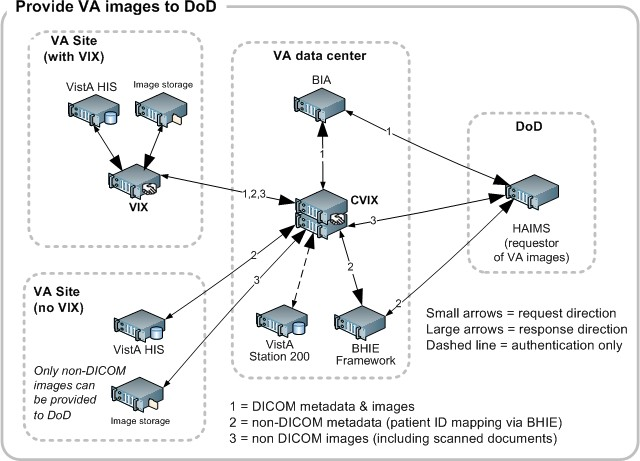 Provide VA images to DoD
VA Site
(with VIX)
VistA HIS
Image storage
VIX
VA data center
BIA
1
1
1,2,3
CVIX
3
DoD
HAIMS
(requestor
of VA images)
2
3
2
2
VA Site
(no VIX)
VistA HIS
Only non-DICOM
images can
be provided
to DoD
Image storage
VistA
Station 200
BHIE
Framework
Small arrows = request direction
Large arrows = response direction
Dashed line = authentication only
1 = DICOM metadata & images
2 = non-DICOM metadata (patient ID mapping via BHIE)
3 = non DICOM images (including scanned documents)